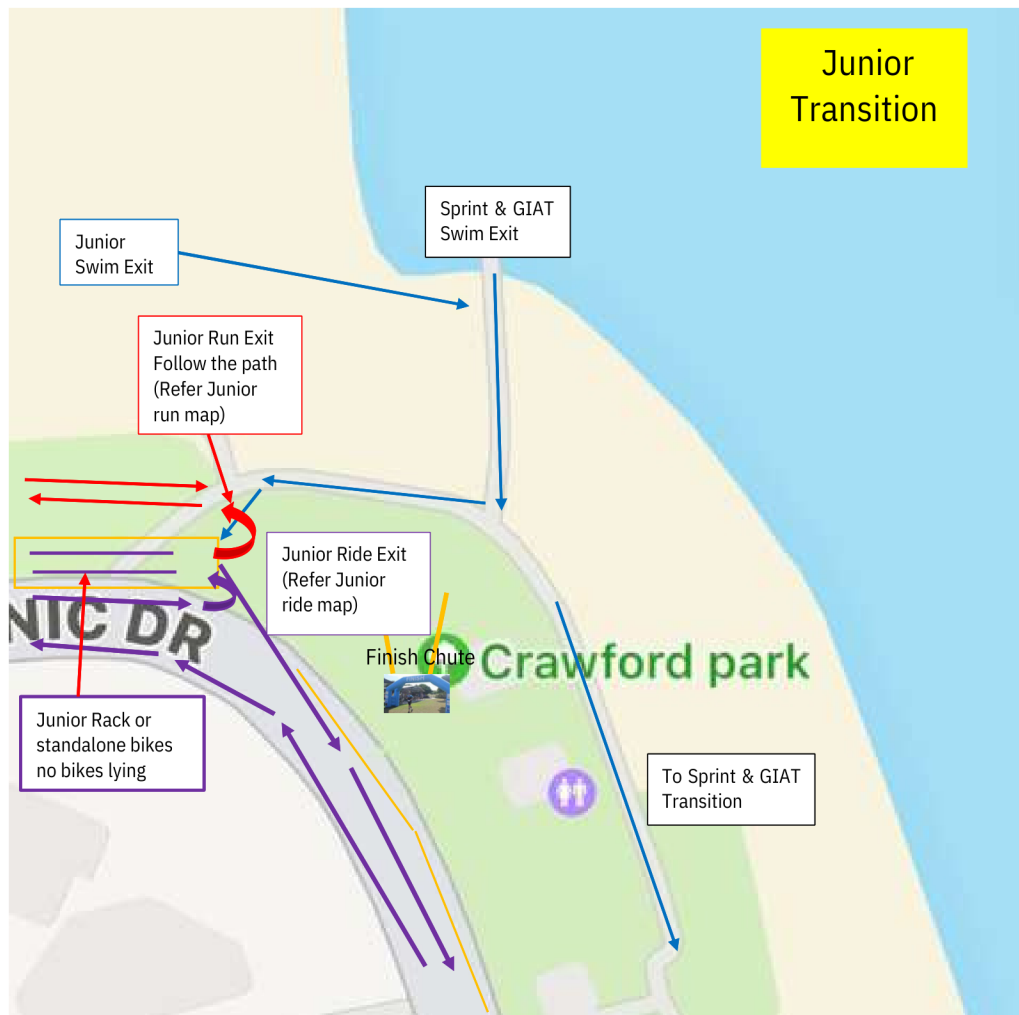 Junior
Transition
Sprint & GIAT
Swim Exit
Junior
Swim Exit
Junior Run Exit
Follow the path
(Refer Junior
run map)
Junior Ride Exit
(Refer Junior
ride map)
NIC DR
Finish Chute
Crawford park
Junior Rack or
standalone bikes
no bikes lying
To Sprint & GIAT
Transition